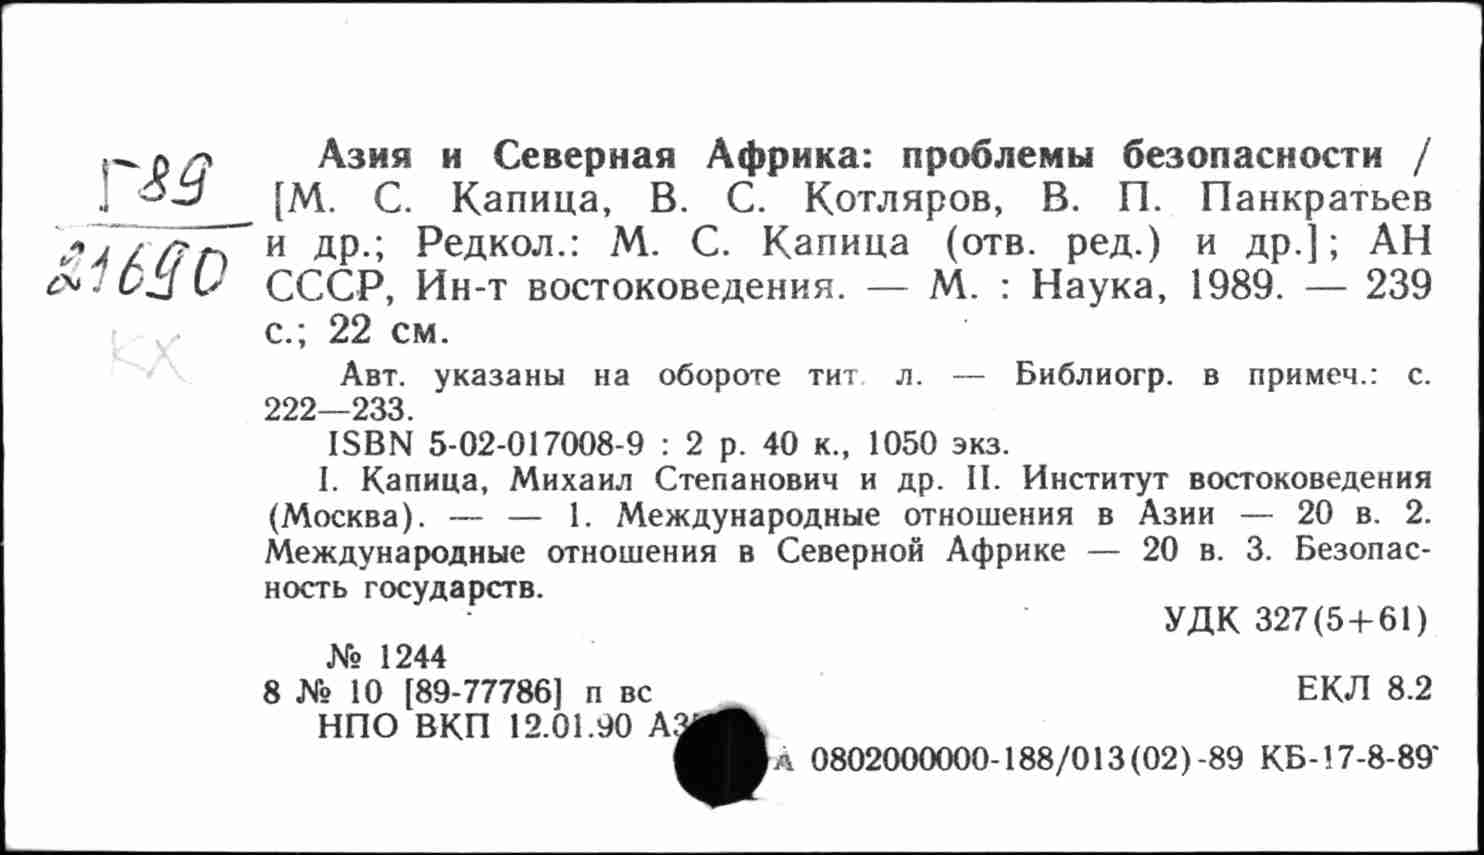 Г89
21690
КХ
Азия и Северная Африка: проблемы безопасности /
[М. С. Капица, В. С. Котляров, В. П. Панкратьев
и др.; Редкол.: М. С. Капица (отв. ред.) и др.]; АН
СССР, Ин-т востоковедения. — М. : Наука, 1989. — 239
с.; 22 см.
Авт. указаны на обороте тит. л. — Библиогр. в примеч.: с.
222—233.
ISBN 5-02-017008-9 : 2 р. 40 к., 1050 экз.
I. Капица, Михаил Степанович и др. II. Институт востоковедения
(Москва). — — 1. Международные отношения в Азии — 20 в. 2.
Международные отношения в Северной Африке — 20 в. 3. Безопас-
ность государств.
УДК 327(5+61)
№ 1244
8 № 10 [89-77786] п вс
ЕКЛ 8.2
НПО ВКП 12.01.90
А 0802000000-188/013(02)-89 КБ-17-8-89